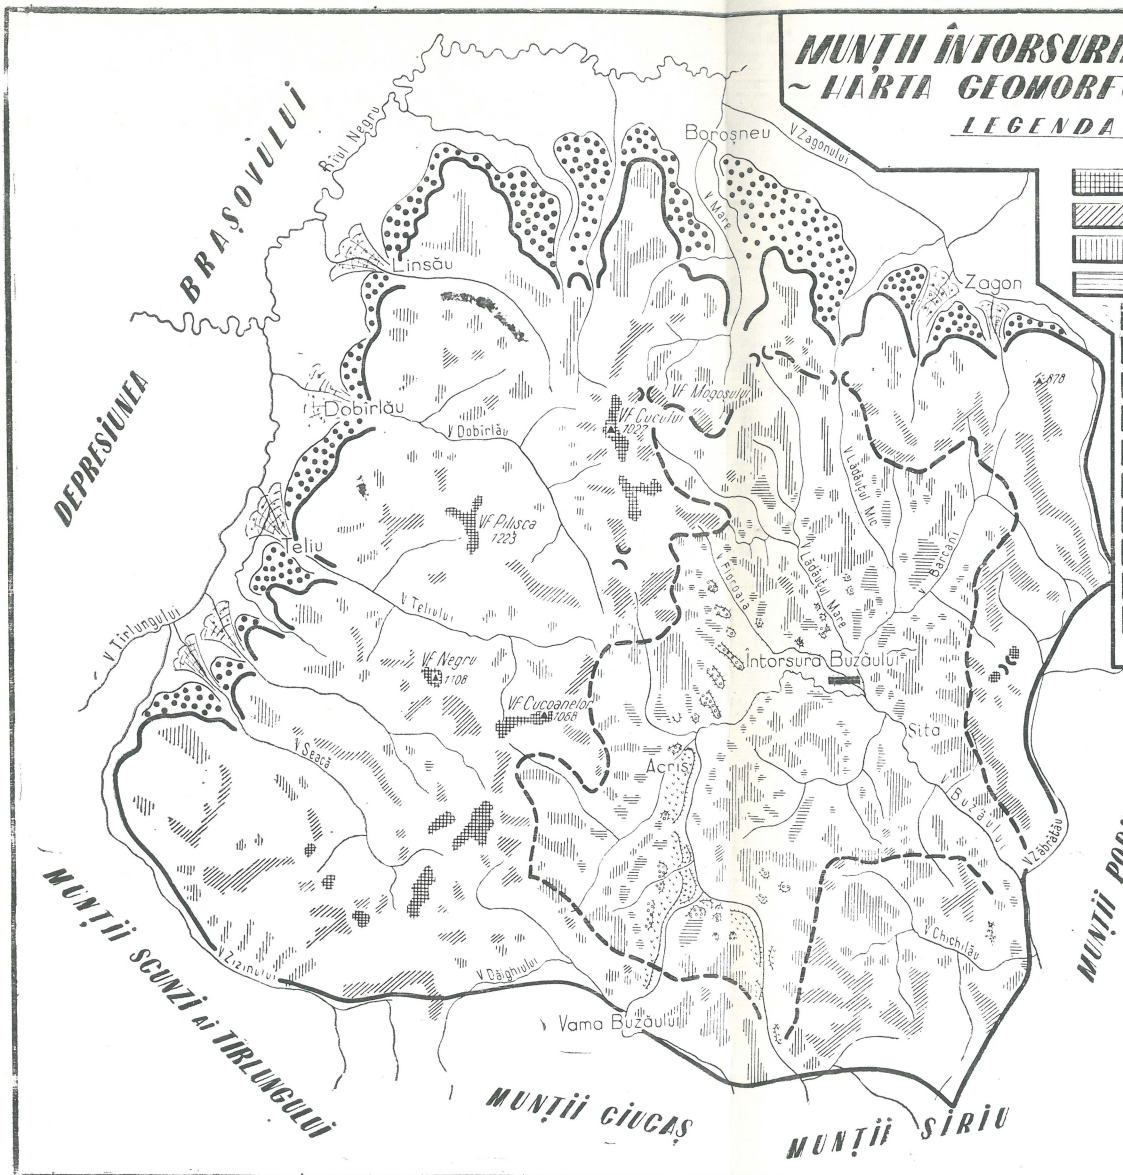 MUNȚII ÎNTORSURI
~ HARTA GEOMORF
LEGENDA
DEPRESIUNEA BRAȘOVULUI
Rîul Negru
Boroșneu
V Zagonului
V Mare
Linsău
Zagon
878
Dobîrlău
V Dobîrlău
Vf Mogoșului
Vf Cucului
1027
V Lădăuțul Mic
Vf Pilișca
1223
Teliu
V Barcani
V Floroaia
Lădăuțul Mare
V Teliului
V Tîrlungului
Întorsura Buzăului
Vf Negru
1108
Vf Cucoanelor
1068
Sita
V Seacă
Acriș
Buzăului
V Zăbrătău
V Chichilău
V Zizinului
V Dălghiului
Vama Buzăului
MUNȚII SCUNZI AI TÎRLUNGULUI
MUNȚII CIUCAȘ
MUNȚII SIRIU
MUNȚII